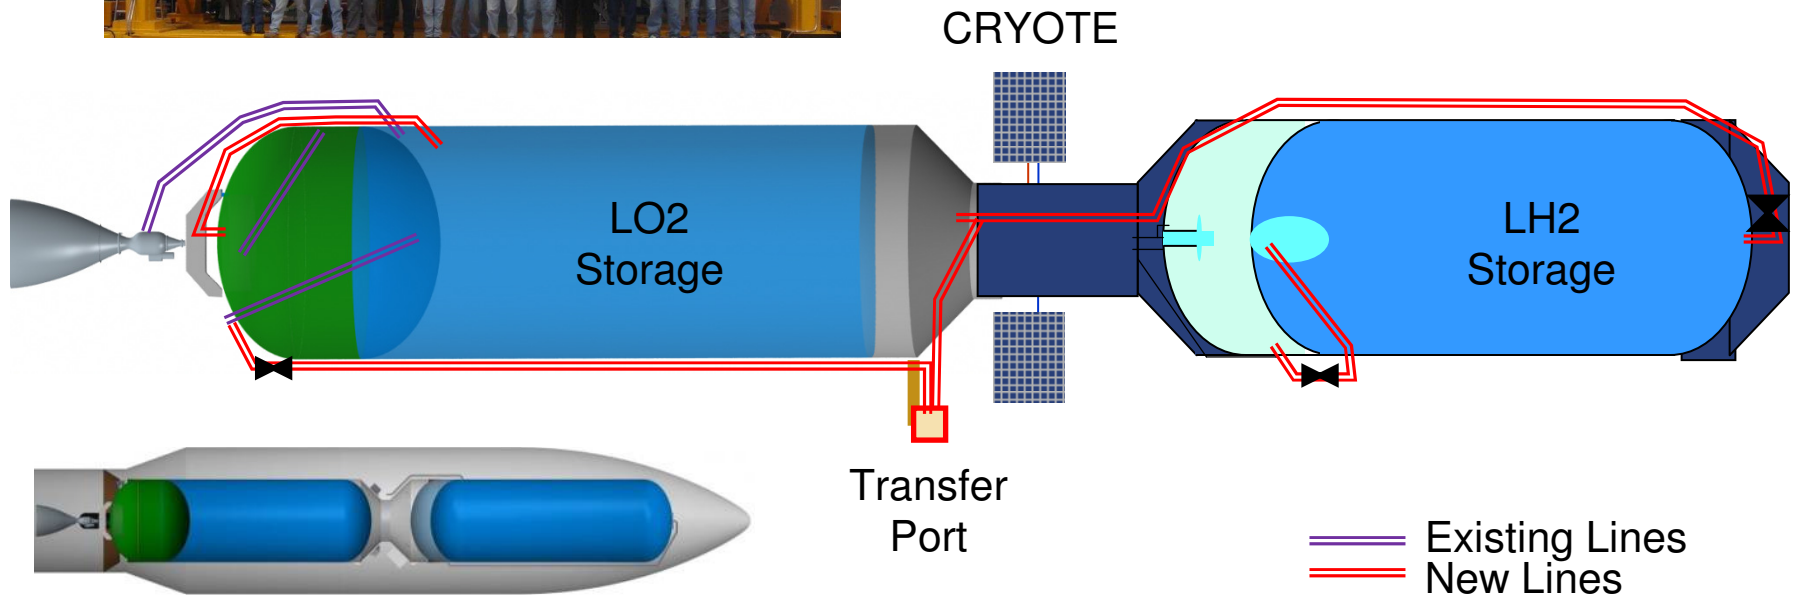 CRYOTE
LO2
Storage
LH2
Storage
Transfer
Port
Existing Lines
New Lines